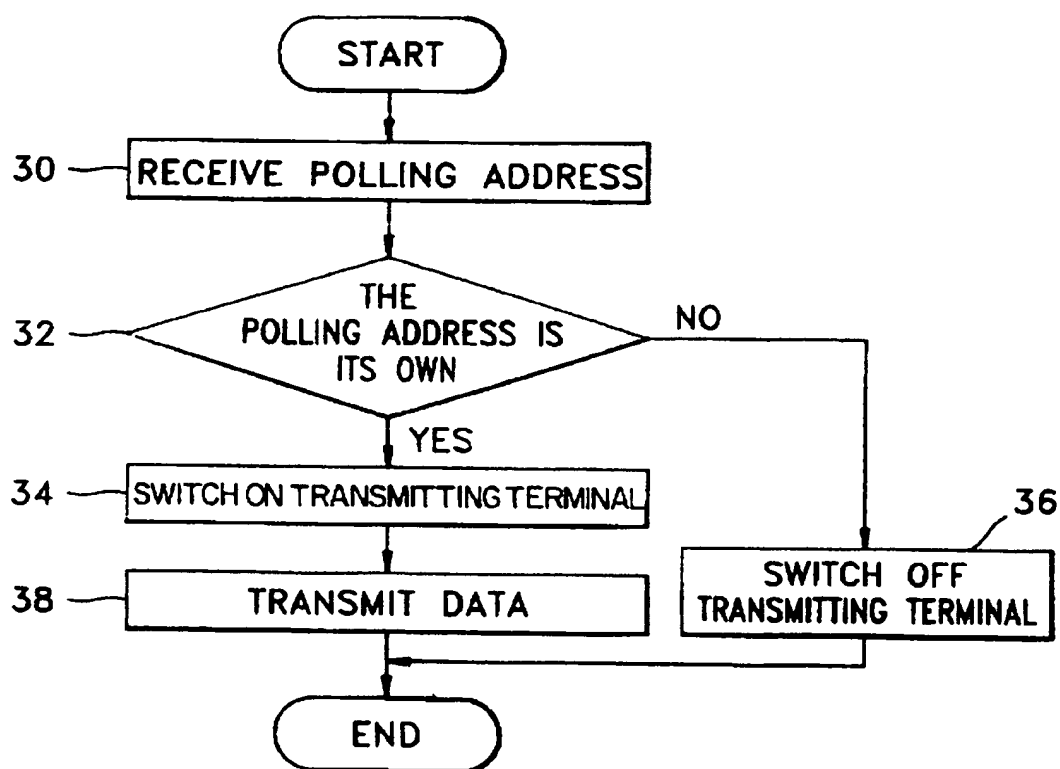 START
30
RECEIVE POLLING ADDRESS
32
THE
POLLING ADDRESS IS
ITS OWN
NO
YES
34
SWITCH ON TRANSMITTING TERMINAL
36
SWITCH OFF
TRANSMITTING TERMINAL
38
TRANSMIT DATA
END